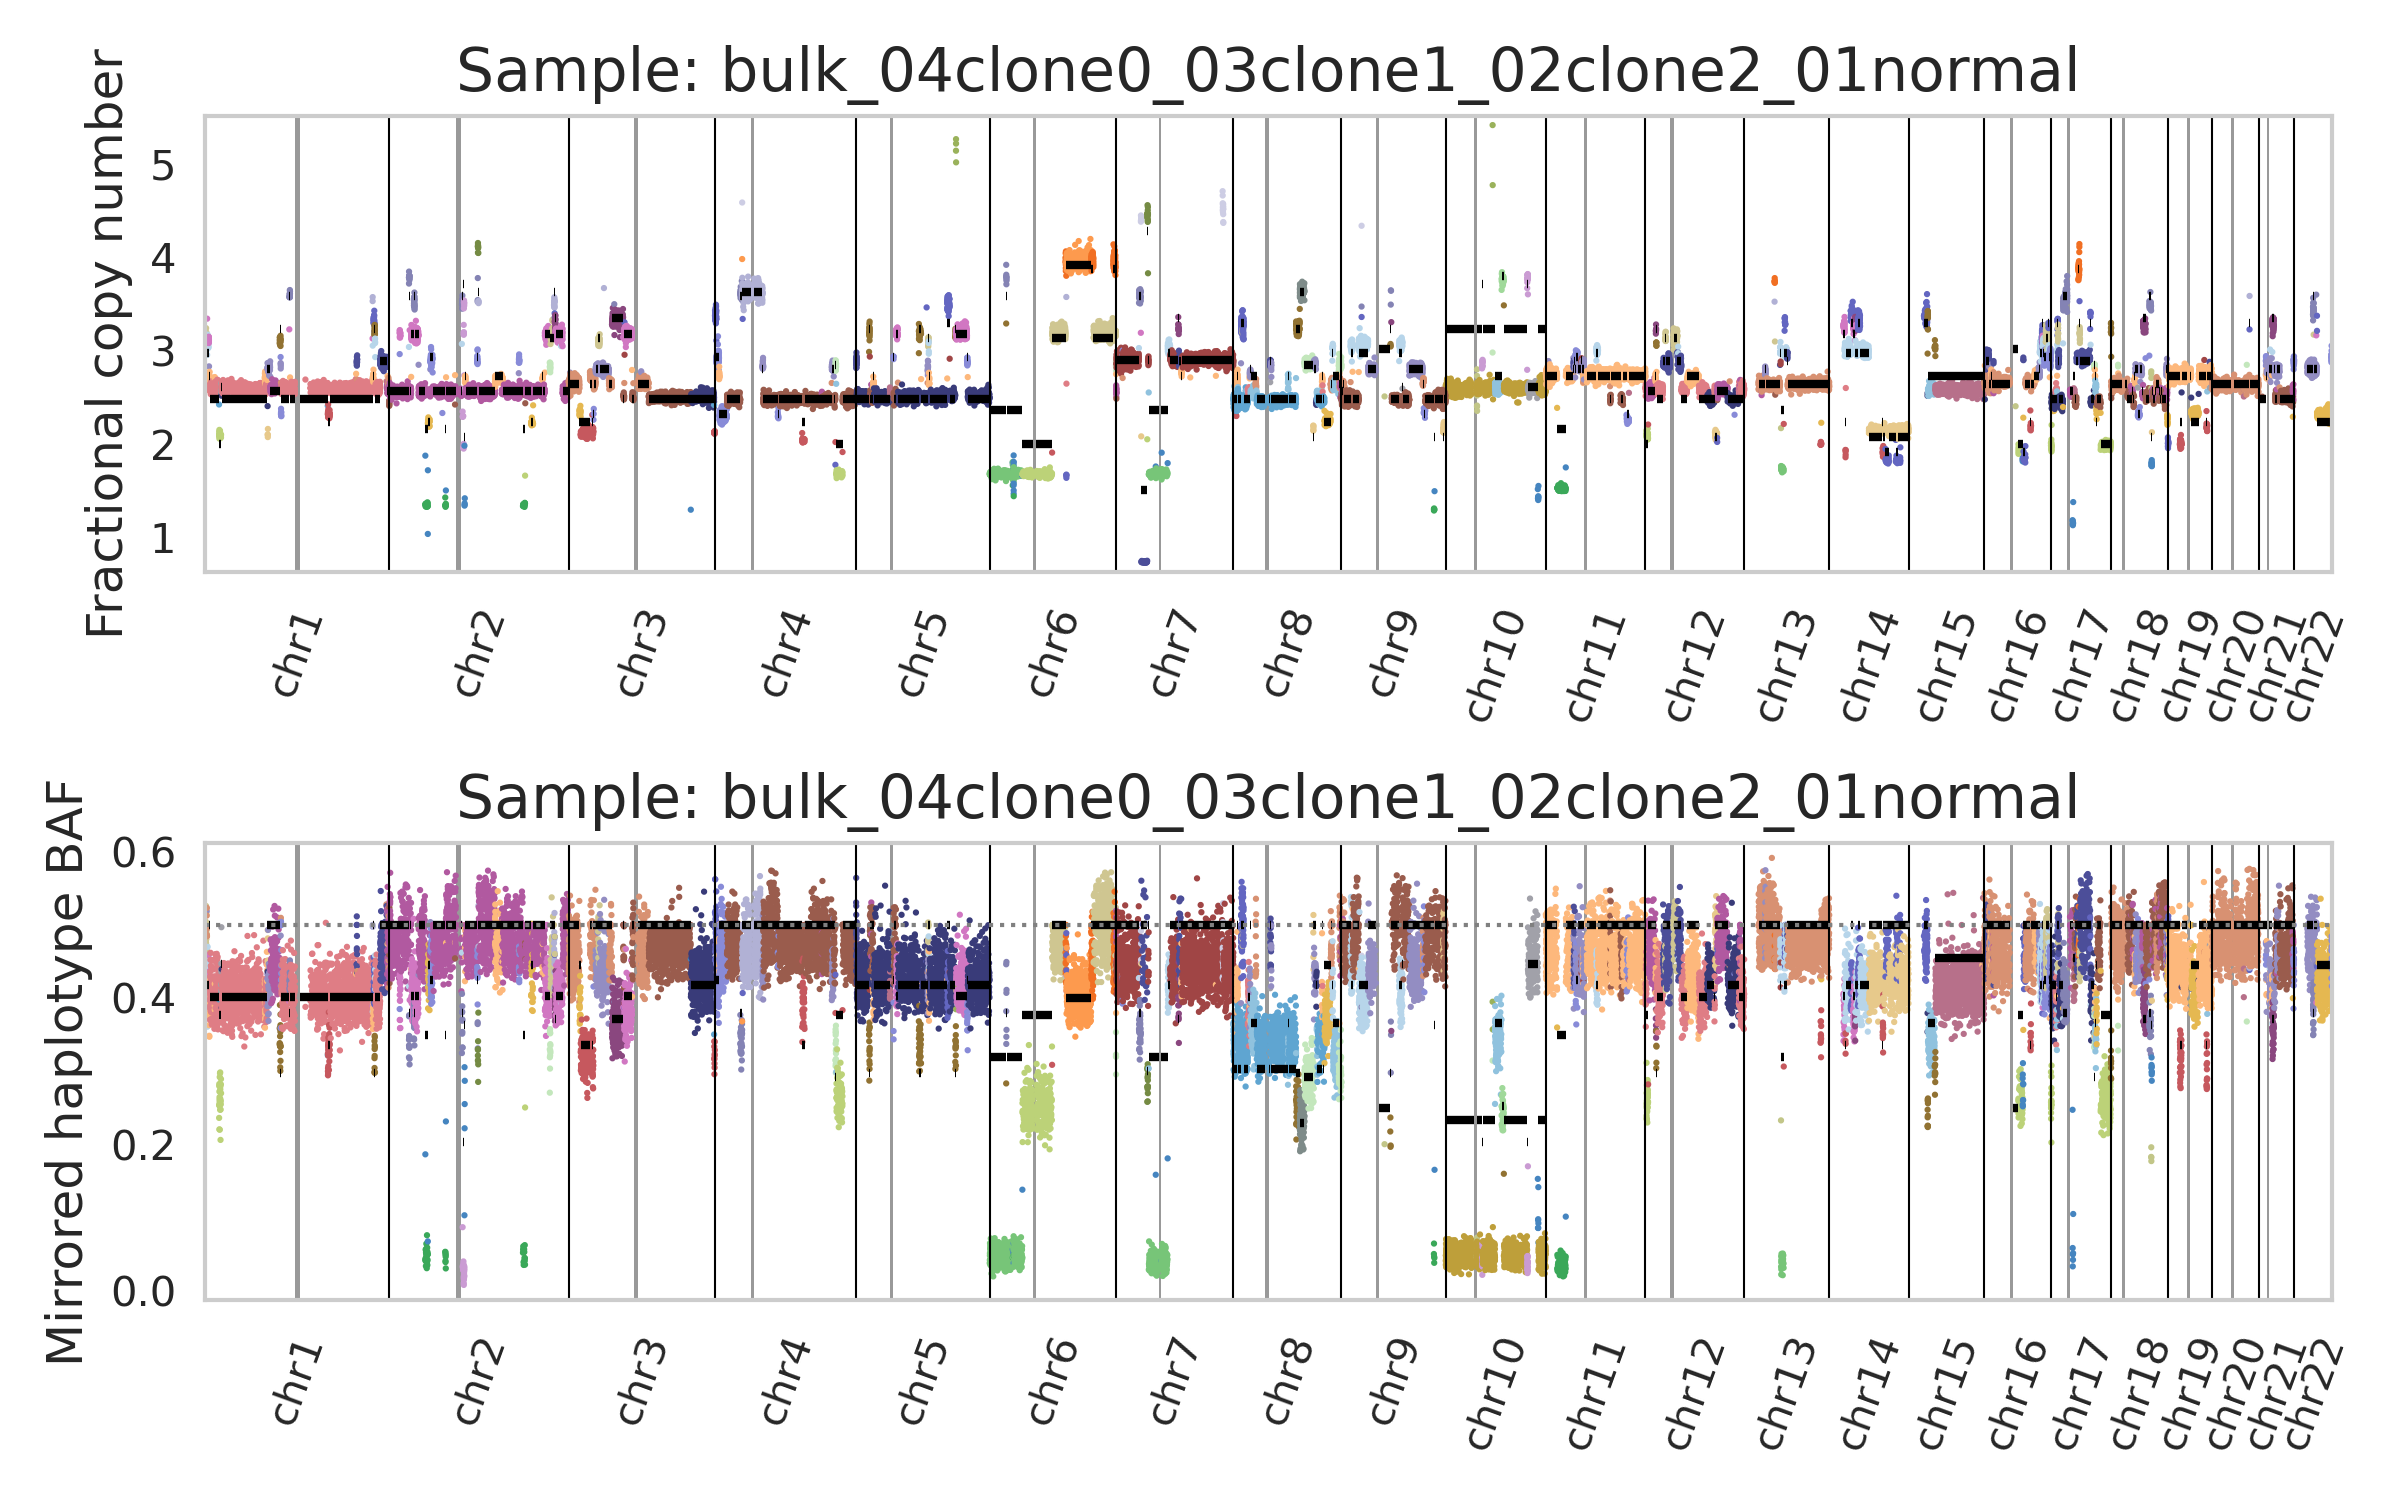 Sample: bulk_04clone0_03clone1_02clone2_01normal
Fractional copy number
5
4
3
2
1
chr1 chr2 chr3 chr4 chr5 chr6 chr7 chr8 chr9 chr10 chr11 chr12 chr13 chr14 chr15 chr16 chr17 chr18 chr19 chr20 chr21 chr22
Sample: bulk_04clone0_03clone1_02clone2_01normal
Mirrored haplotype BAF
0.6
0.4
0.2
0.0
chr1 chr2 chr3 chr4 chr5 chr6 chr7 chr8 chr9 chr10 chr11 chr12 chr13 chr14 chr15 chr16 chr17 chr18 chr19 chr20 chr21 chr22